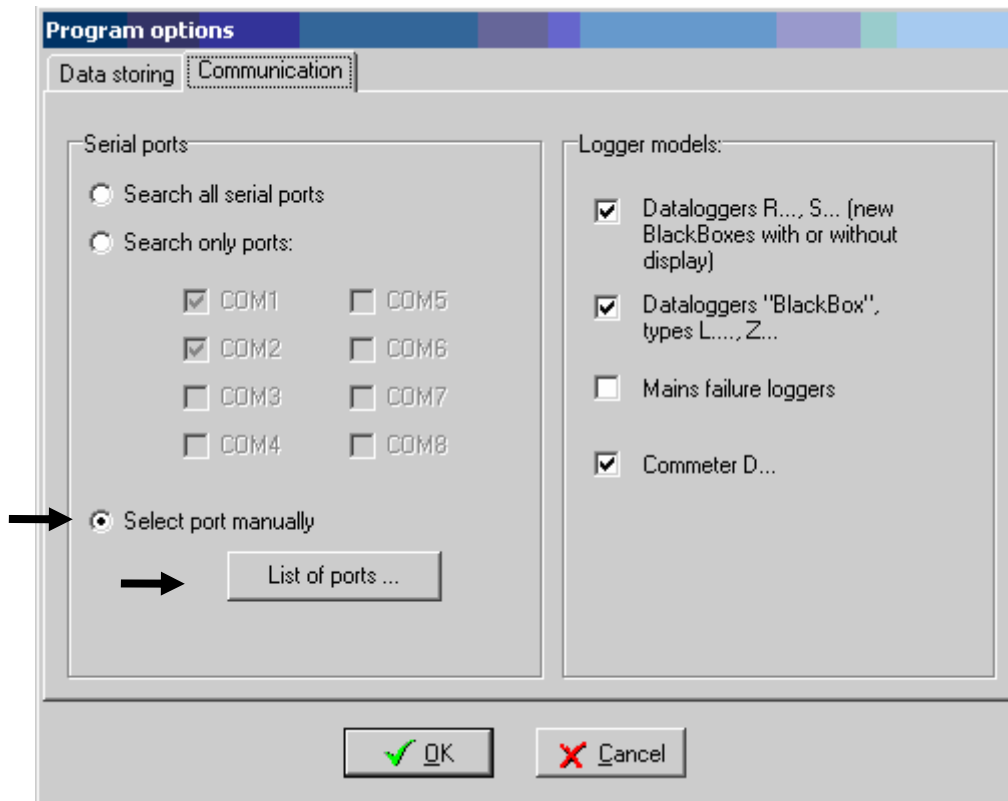 Program options
Data storing
Communication
Serial ports
Search all serial ports
Search only ports:
COM1
COM5
COM2
COM6
COM3
COM7
COM4
COM8
Select port manually
List of ports ...
Logger models:
Dataloggers R..., S... (new
BlackBoxes with or without
display)
Dataloggers "BlackBox",
types L...., Z...
Mains failure loggers
Commeter D...
OK
Cancel